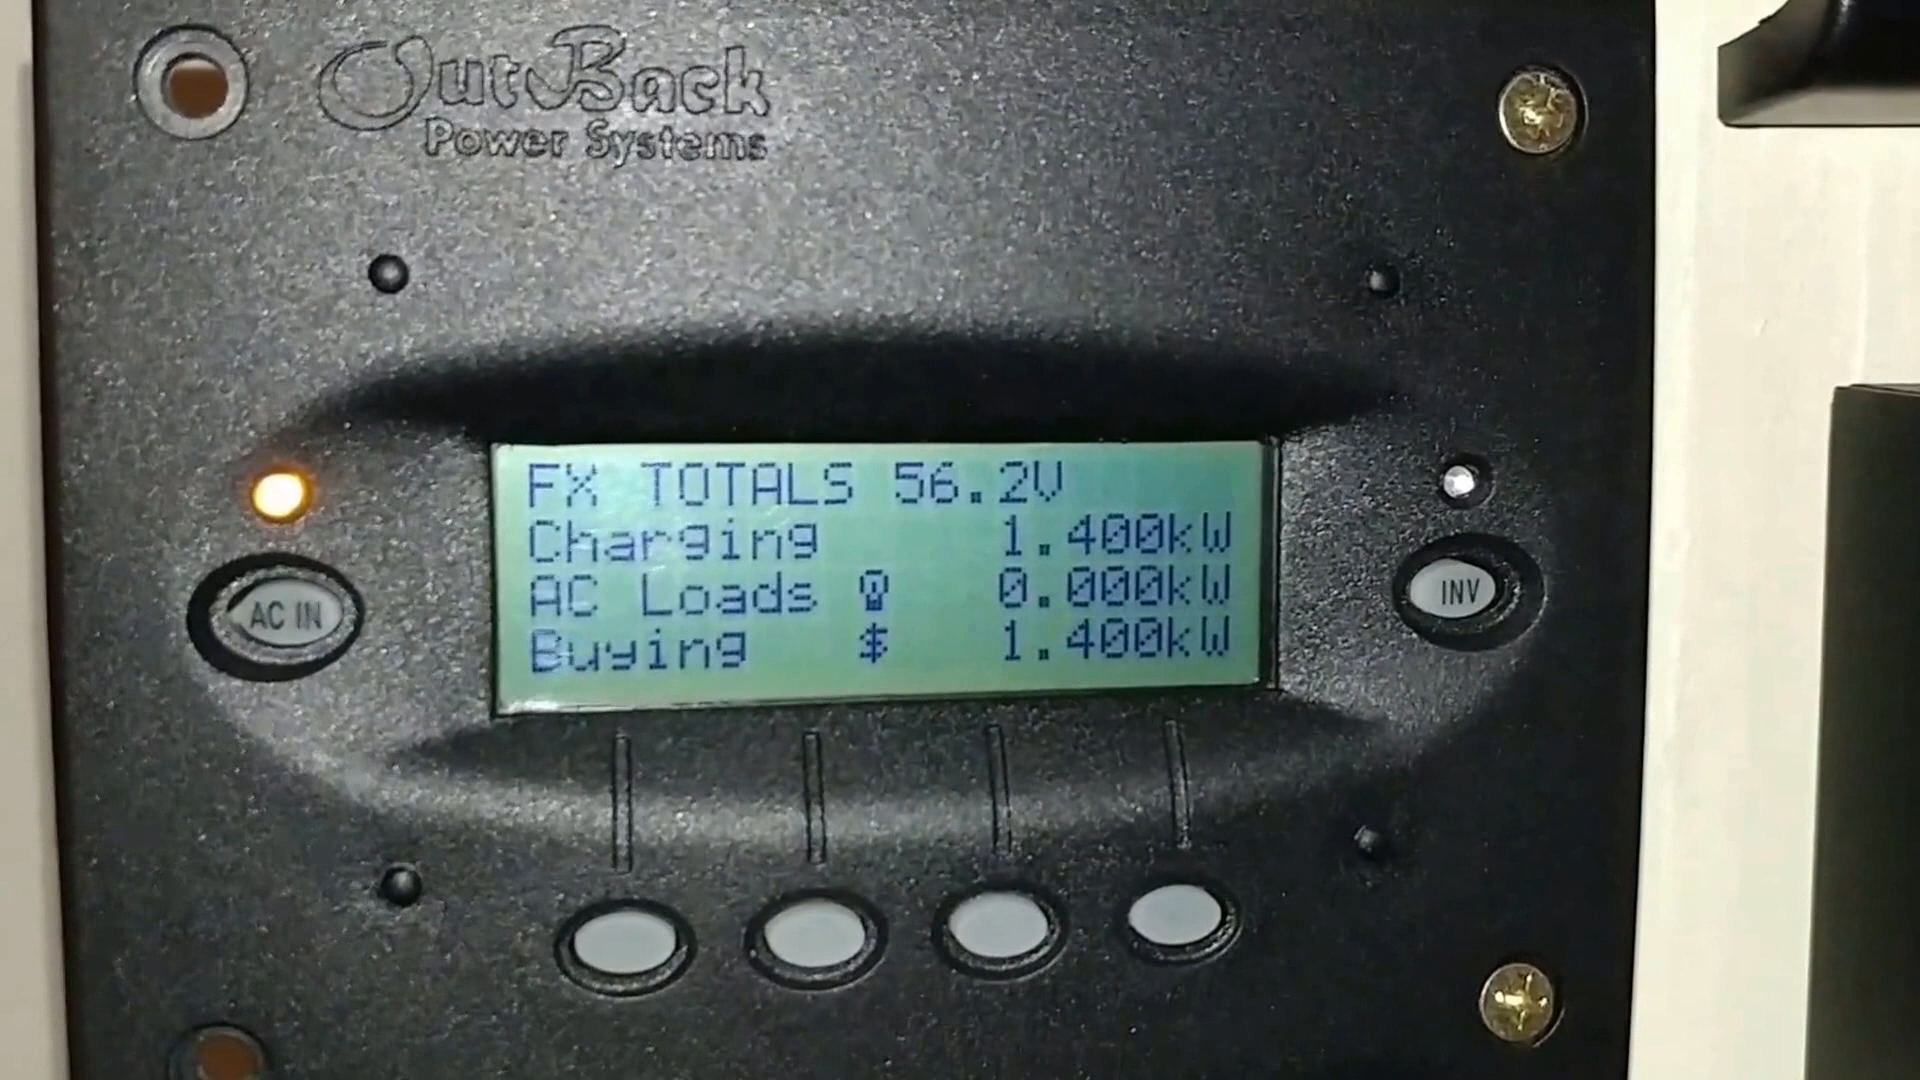 OutBack
Power Systems
FX TOTALS 56.2V
Charging 1.400kW
AC Loads 0.000kW
Buying $ 1.400kW
AC IN
INV